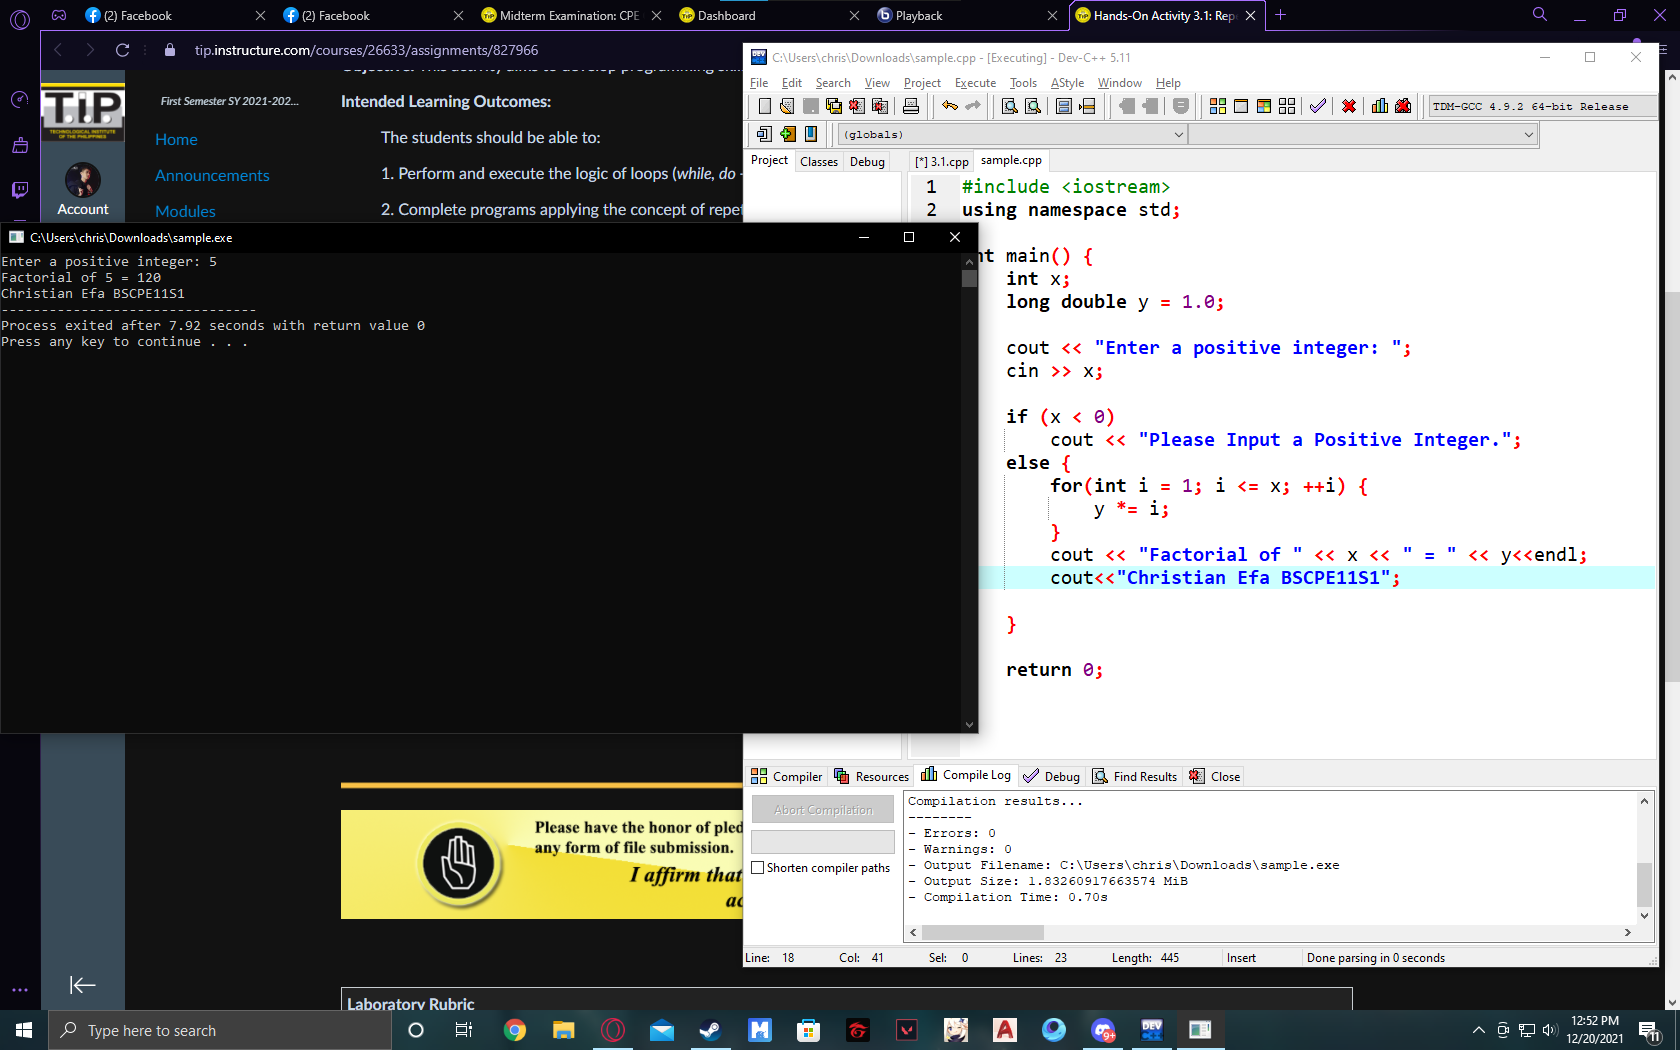 (2) Facebook
(2) Facebook
Midterm Examination: CPE
Dashboard
Playback
Hands-On Activity 3.1: Rep
tip.instructure.com/courses/26633/assignments/827966
First Semester SY 2021-202...
T.I.P
TECHNOLOGICAL INSTITUTE
OF THE PHILIPPINES
Home
Announcements
Modules
Account
Intended Learning Outcomes:
The students should be able to:
1. Perform and execute the logic of loops (while, do -
2. Complete programs applying the concept of repet
C:\Users\chris\Downloads\sample.exe
Enter a positive integer: 5
Factorial of 5 = 120
Christian Efa BSCPE11S1
--------------------------------
Process exited after 7.92 seconds with return value 0
Press any key to continue . . .
C:\Users\chris\Downloads\sample.cpp - [Executing] - Dev-C++ 5.11
File Edit Search View Project Execute Tools AStyle Window Help
TDM-GCC 4.9.2 64-bit Release
(globals)
Project Classes Debug
[*] 3.1.cpp sample.cpp
1 #include <iostream>
2 using namespace std;
nt main() {
int x;
long double y = 1.0;
cout << "Enter a positive integer: ";
cin >> x;
if (x < 0)
cout << "Please Input a Positive Integer.";
else {
for(int i = 1; i <= x; ++i) {
y *= i;
}
cout << "Factorial of " << x << " = " << y<<endl;
cout<<"Christian Efa BSCPE11S1";
}
return 0;
Compiler Resources Compile Log Debug Find Results Close
Abort Compilation
Shorten compiler paths
Compilation results...
--------
- Errors: 0
- Warnings: 0
- Output Filename: C:\Users\chris\Downloads\sample.exe
- Output Size: 1.83260917663574 MiB
- Compilation Time: 0.70s
Line: 18 Col: 41 Sel: 0 Lines: 23 Length: 445 Insert Done parsing in 0 seconds
Please have the honor of pled
any form of file submission.
I affirm that
ac
Laboratory Rubric
Type here to search
DEV
9+
12:52 PM
12/20/2021
11